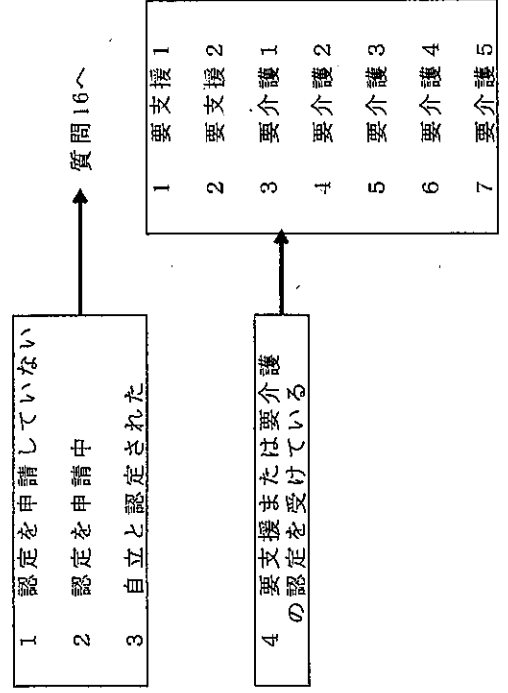 1 認定を申請していない
2 認定を申請中
3 自立と認定された
質問16へ
4 要支援または要介護
の認定を受けている
1 要支援1
2 要支援2
3 要介護1
4 要介護2
5 要介護3
6 要介護4
7 要介護5